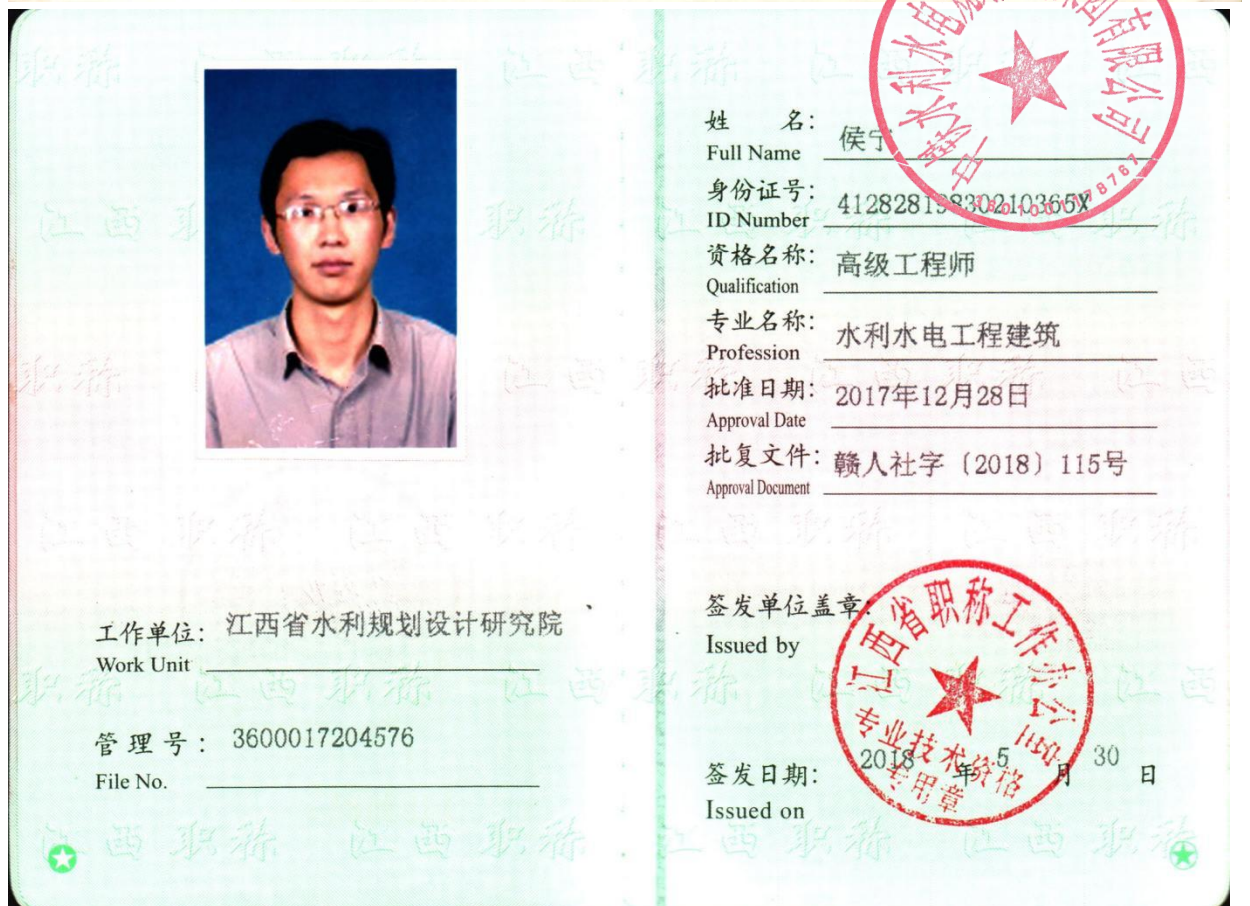 工作单位: 江西省水利规划设计研究院
Work Unit
管理号: 3600017204576
File No.
姓 名: 侯宁
Full Name
身份证号: 41282819830210365X
ID Number
资格名称: 高级工程师
Qualification
专业名称: 水利水电工程建筑
Profession
批准日期: 2017年12月28日
Approval Date
批复文件: 赣人社字〔2018〕115号
Approval Document
签发单位盖章:
Issued by
江西省职称工作办公室
专业技术资格
专用章
签发日期: 2018 年 5 月 30 日
Issued on